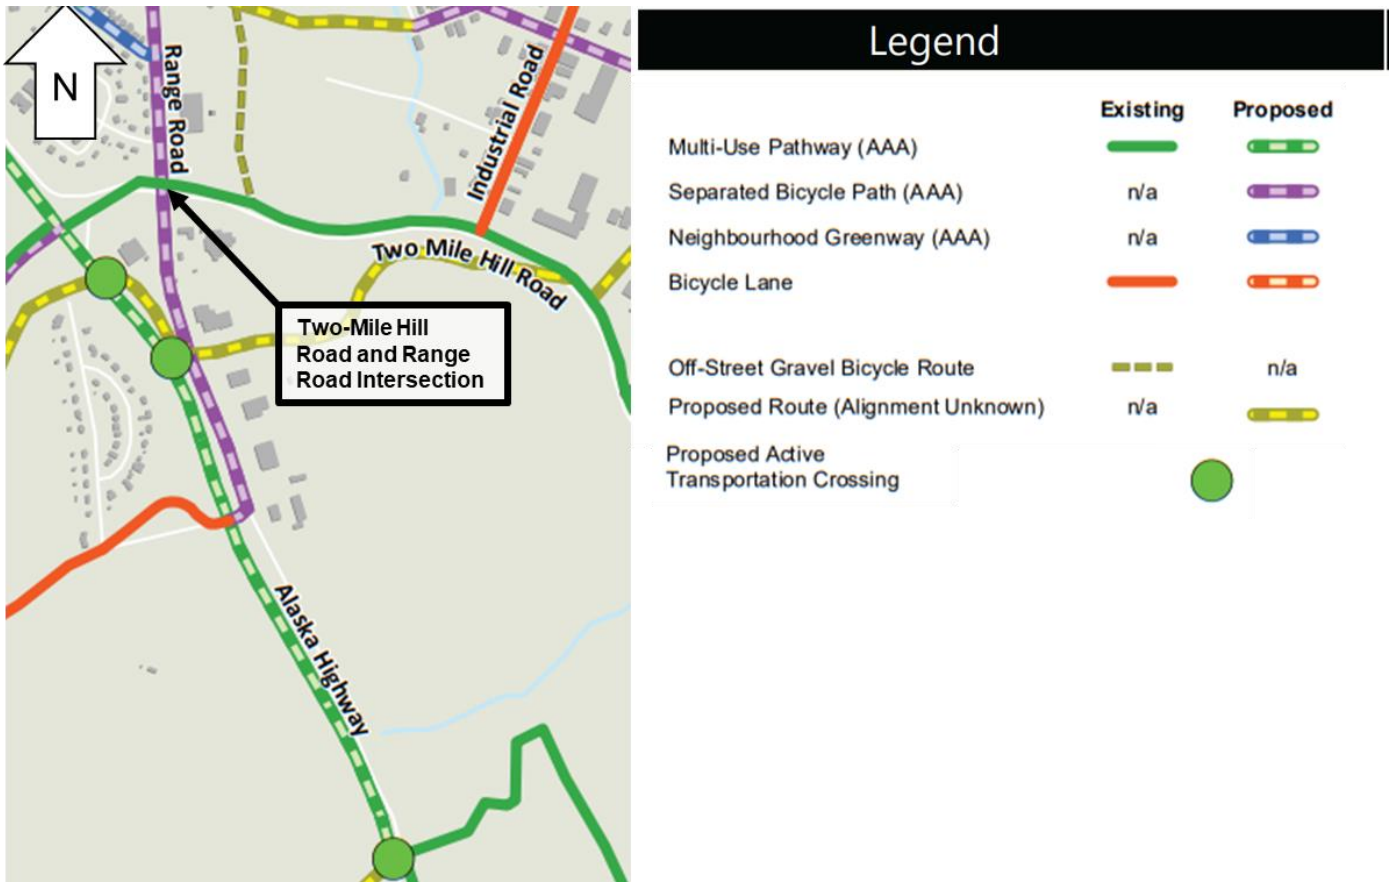 N
Range Road
Industrial Road
Two Mile Hill Road
Two-Mile Hill
Road and Range
Road Intersection
Alaska Highway
Legend
Existing Proposed
Multi-Use Pathway (AAA)
Separated Bicycle Path (AAA) n/a
Neighbourhood Greenway (AAA) n/a
Bicycle Lane
Off-Street Gravel Bicycle Route n/a
Proposed Route (Alignment Unknown) n/a
Proposed Active
Transportation Crossing